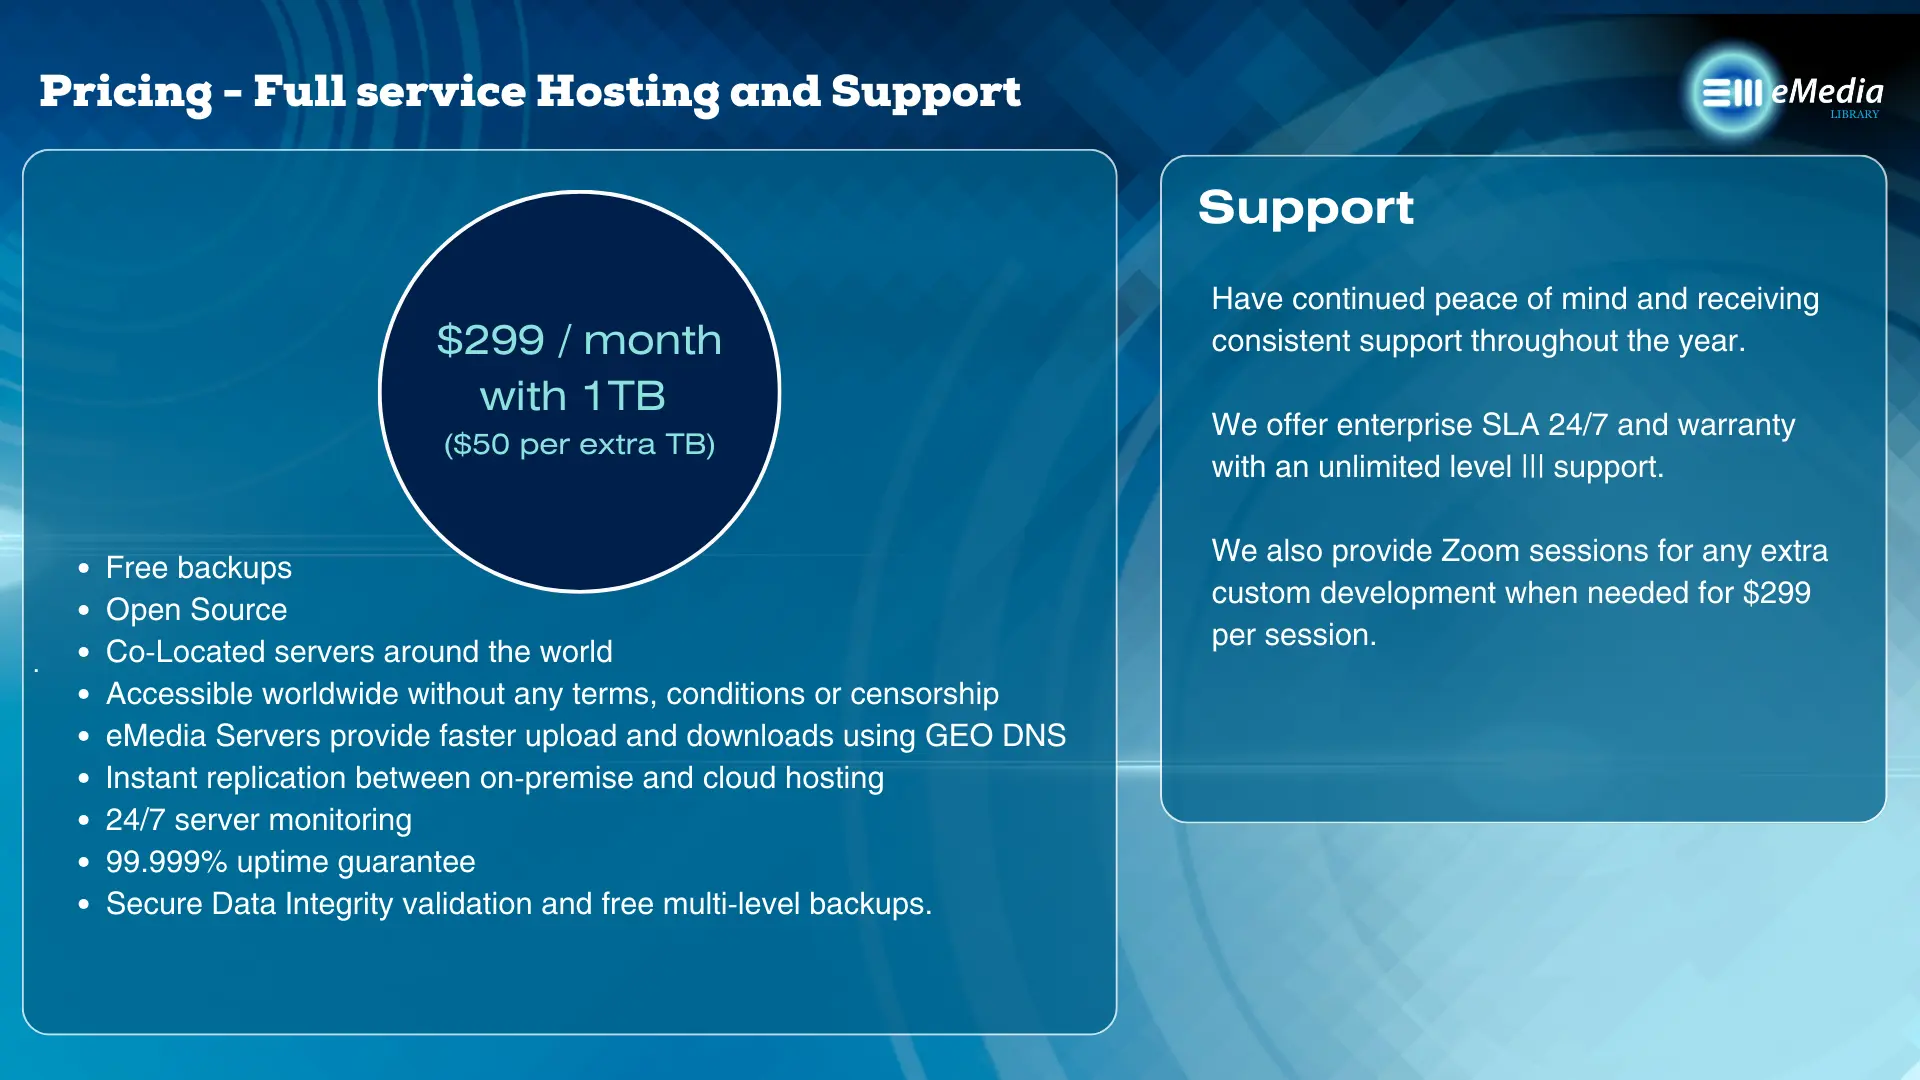 Pricing - Full service Hosting and Support
eMedia
LIBRARY
$299 / month
with 1TB
($50 per extra TB)
• Free backups
• Open Source
• Co-Located servers around the world
.
• Accessible worldwide without any terms, conditions or censorship
• eMedia Servers provide faster upload and downloads using GEO DNS
• Instant replication between on-premise and cloud hosting
• 24/7 server monitoring
• 99.999% uptime guarantee
• Secure Data Integrity validation and free multi-level backups.
Support
Have continued peace of mind and receiving
consistent support throughout the year.
We offer enterprise SLA 24/7 and warranty
with an unlimited level ||| support.
We also provide Zoom sessions for any extra
custom development when needed for $299
per session.